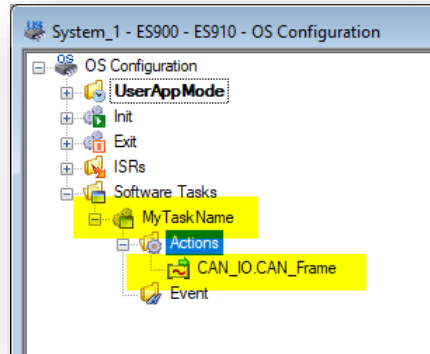 System_1 - ES900 - ES910 - OS Configuration
OS Configuration
UserAppMode
Init
Exit
ISRs
Software Tasks
MyTaskName
Actions
CAN_IO.CAN_Frame
Event